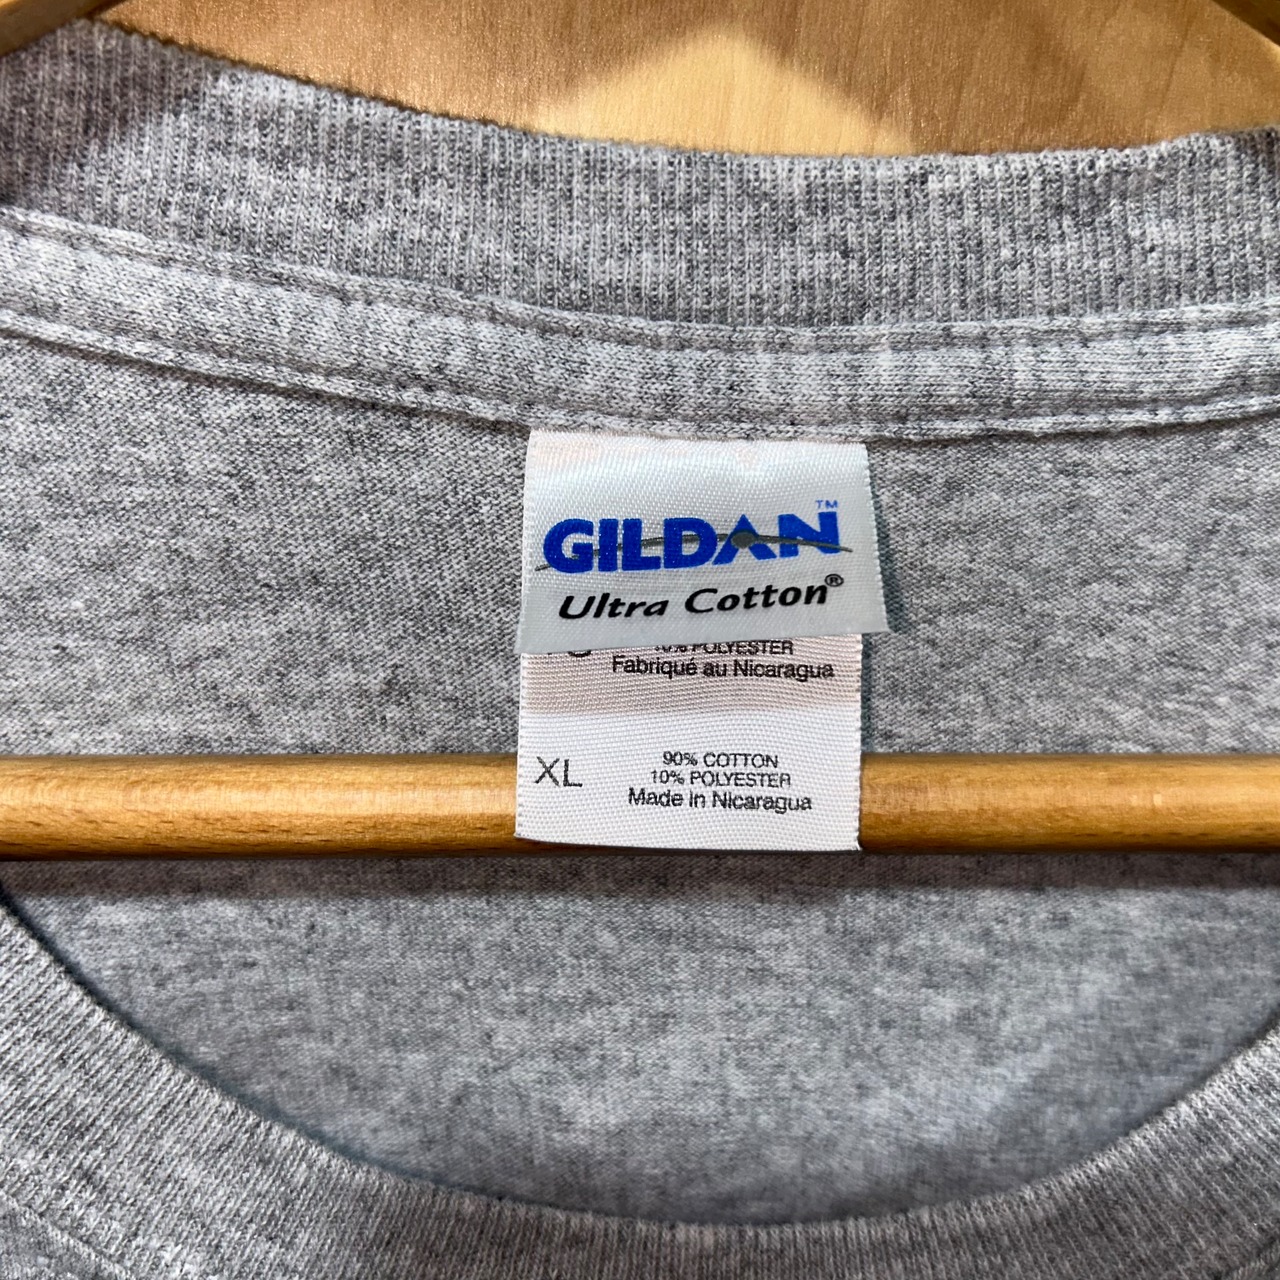 GILDAN™
Ultra Cotton®
10% POLYESTER
Fabriqué au Nicaragua
XL
90% COTTON
10% POLYESTER
Made in Nicaragua